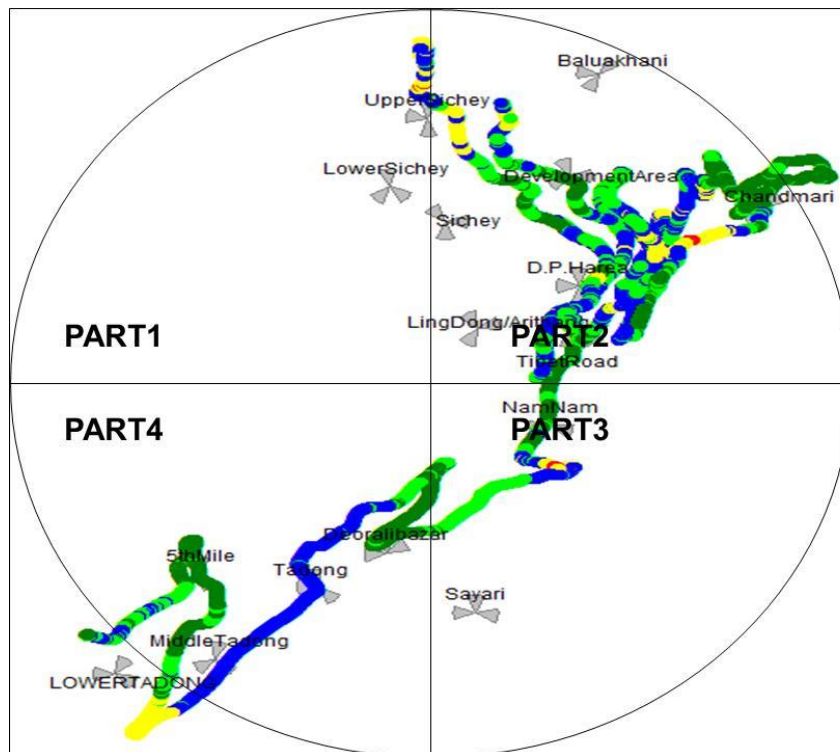 Baluakhani
UpperSichey
LowerSichey
DevelopmentArea
Chandmari
Sichey
D.P.Harea
LingDong/Arithang
PART1
PART2
TibetRoad
NamNam
PART4
PART3
Deoralibazar
5thMile
Tadong
Sayari
MiddleTadong
LOWERTADONG